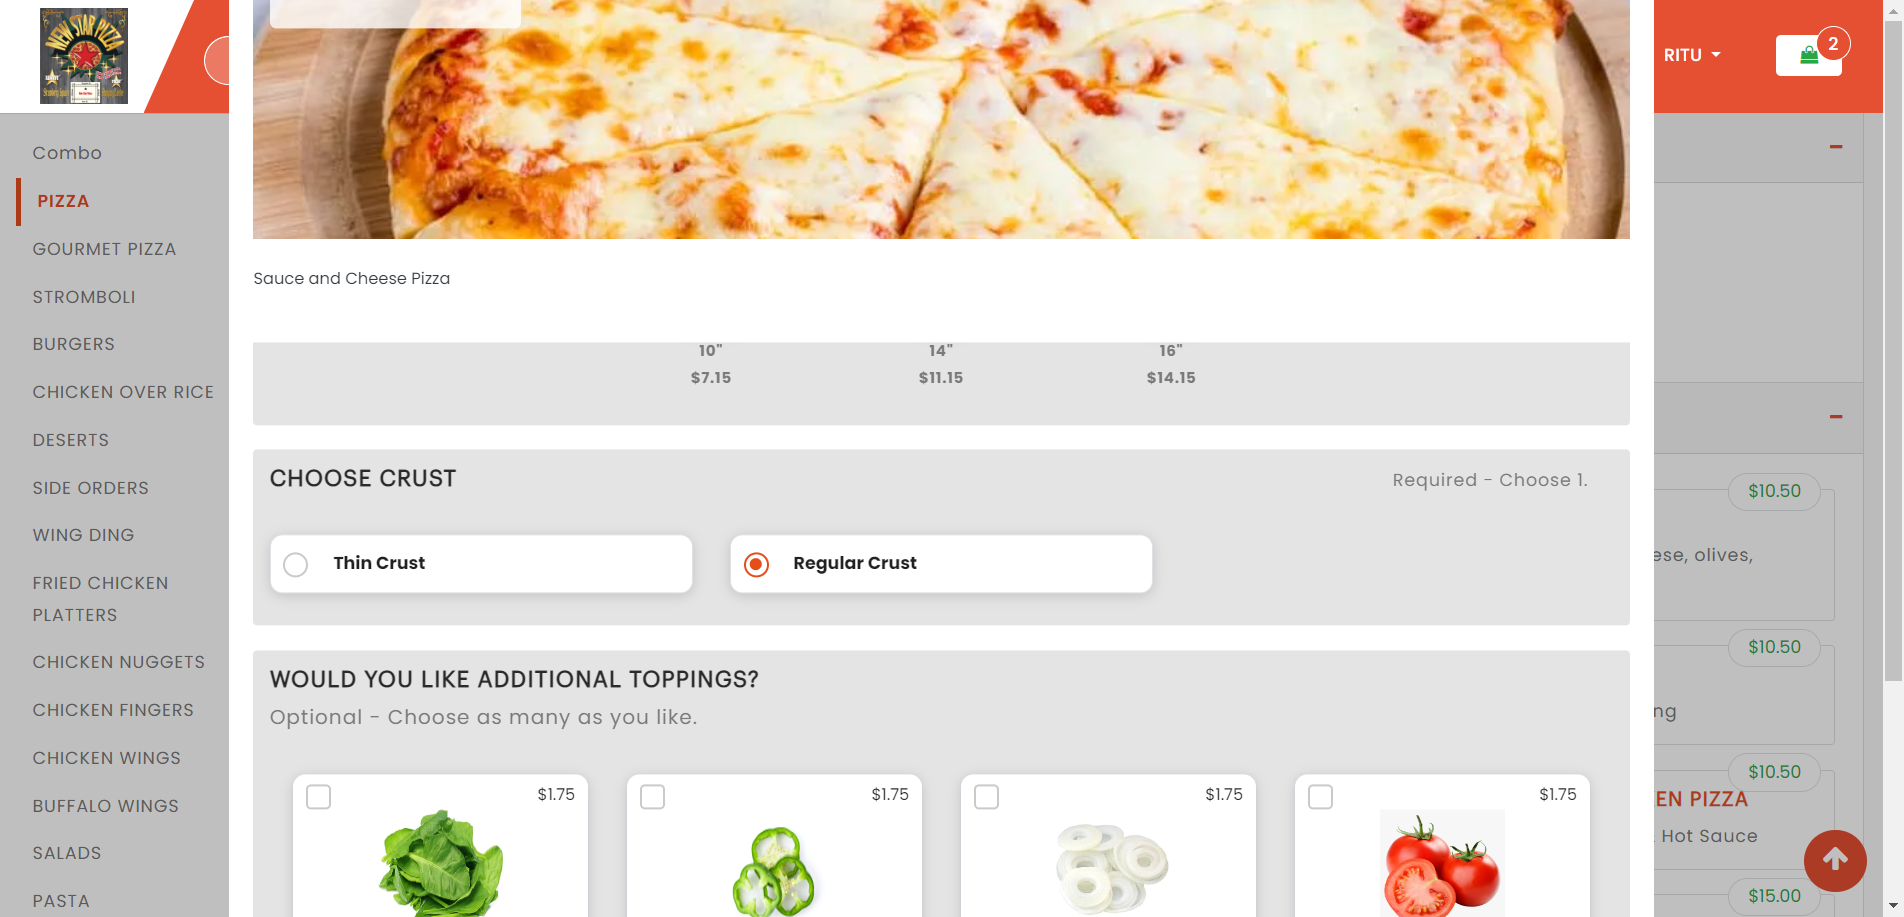 NEW STAR PIZZA
RITU
2
Combo
PIZZA
GOURMET PIZZA
STROMBOLI
BURGERS
CHICKEN OVER RICE
DESERTS
SIDE ORDERS
WING DING
FRIED CHICKEN
PLATTERS
CHICKEN NUGGETS
CHICKEN FINGERS
CHICKEN WINGS
BUFFALO WINGS
SALADS
PASTA
Sauce and Cheese Pizza
10" 14" 16"
$7.15 $11.15 $14.15
CHOOSE CRUST
Required - Choose 1.
Thin Crust
Regular Crust
WOULD YOU LIKE ADDITIONAL TOPPINGS?
Optional - Choose as many as you like.
$1.75
$1.75
$1.75
$1.75
$10.50
ese, olives,
$10.50
ng
$10.50
EN PIZZA
Hot Sauce
$15.00